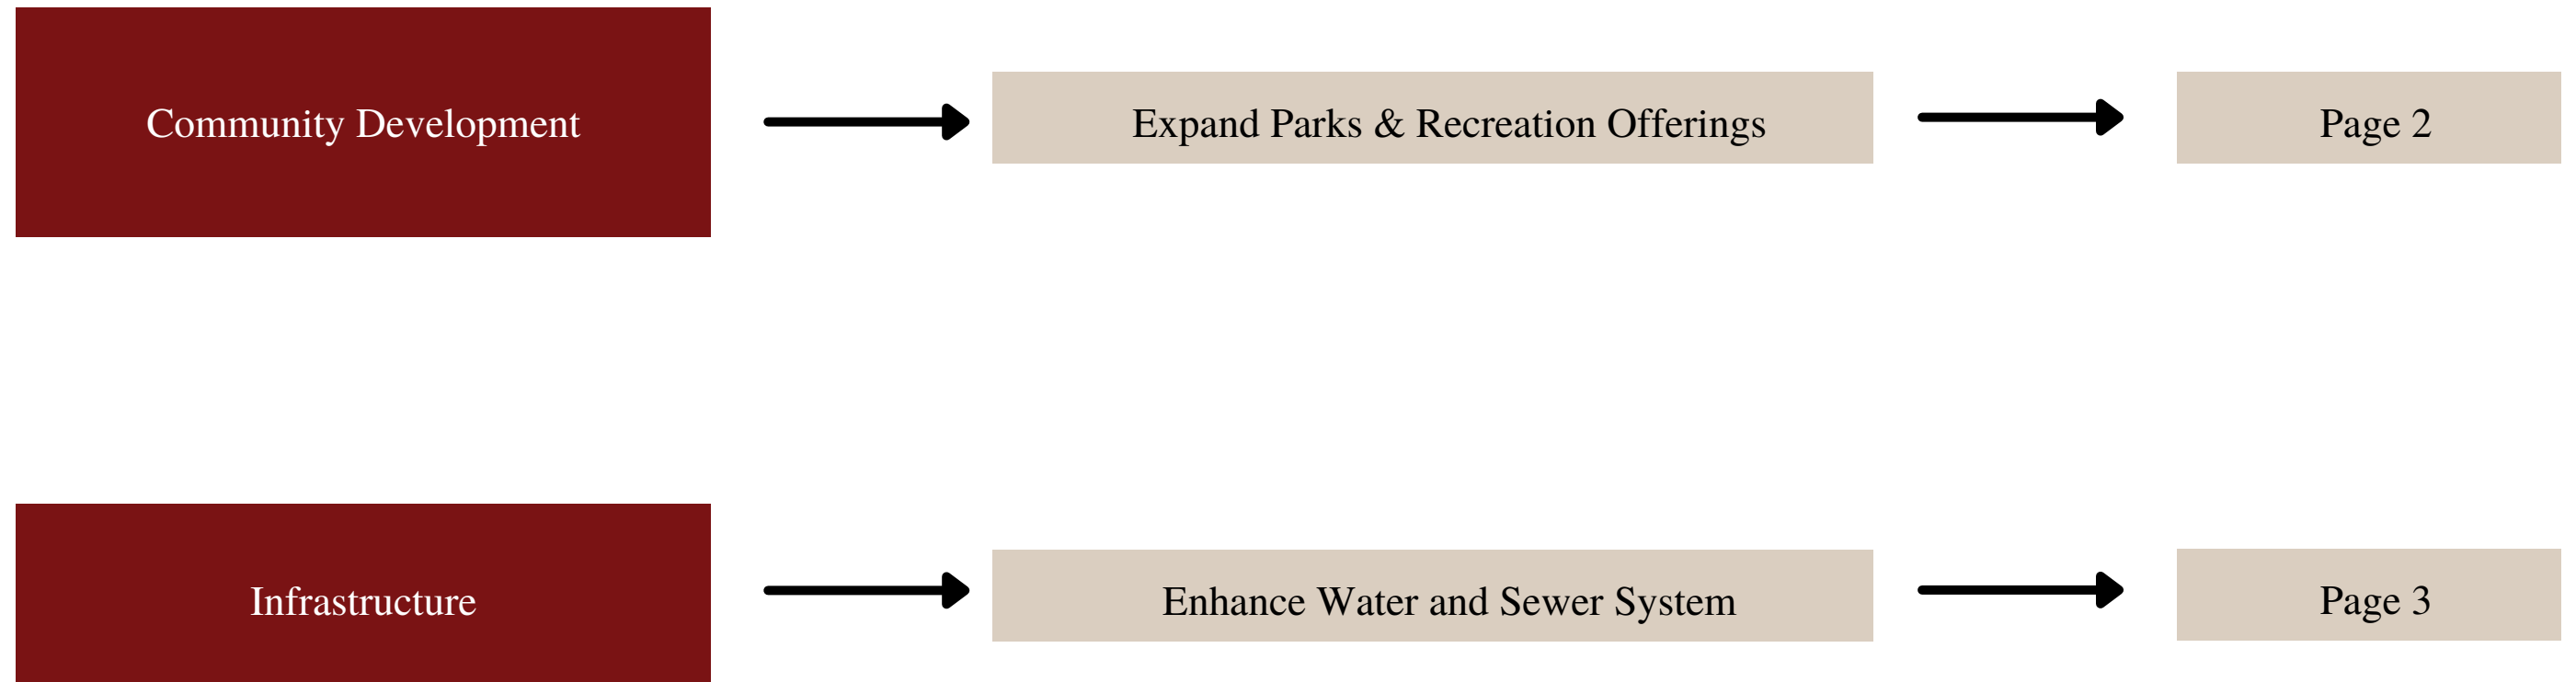 Community Development
Expand Parks & Recreation Offerings
Page 2
Infrastructure
Enhance Water and Sewer System
Page 3